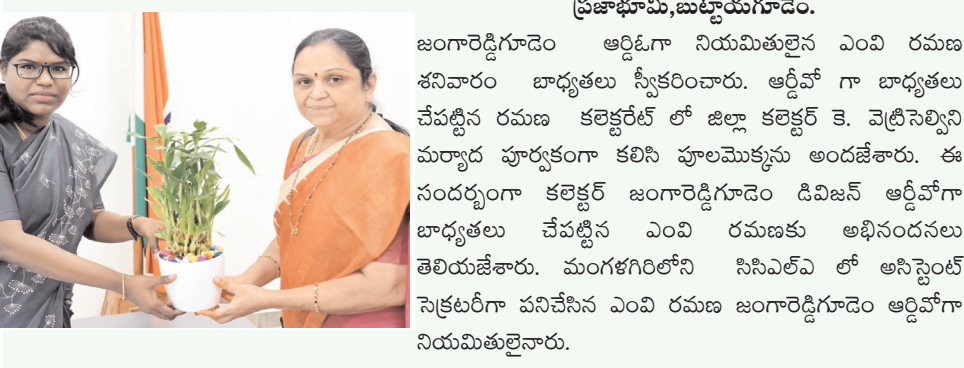 ప్రజాభూమి,బుట్టాయగూడెం.
జంగారెడ్డిగూడెం ఆర్డిఓగా నియమితులైన ఎంవి రమణ
శనివారం బాధ్యతలు స్వీకరించారు. ఆర్డీవో గా బాధ్యతలు
చేపట్టిన రమణ కలెక్టరేట్ లో జిల్లా కలెక్టర్ కె. వెట్రిసెల్విని
మర్యాద పూర్వకంగా కలిసి పూలమొక్కను అందజేశారు. ఈ
సందర్బంగా కలెక్టర్ జంగారెడ్డిగూడెం డివిజన్ ఆర్డీవోగా
బాధ్యతలు చేపట్టిన ఎంవి రమణకు అభినందనలు
తెలియజేశారు. మంగళగిరిలోని సిసిఎల్ఏ లో అసిస్టెంట్
సెక్రటరీగా పనిచేసిన ఎంవి రమణ జంగారెడ్డిగూడెం ఆర్డివోగా
నియమితులైనారు.